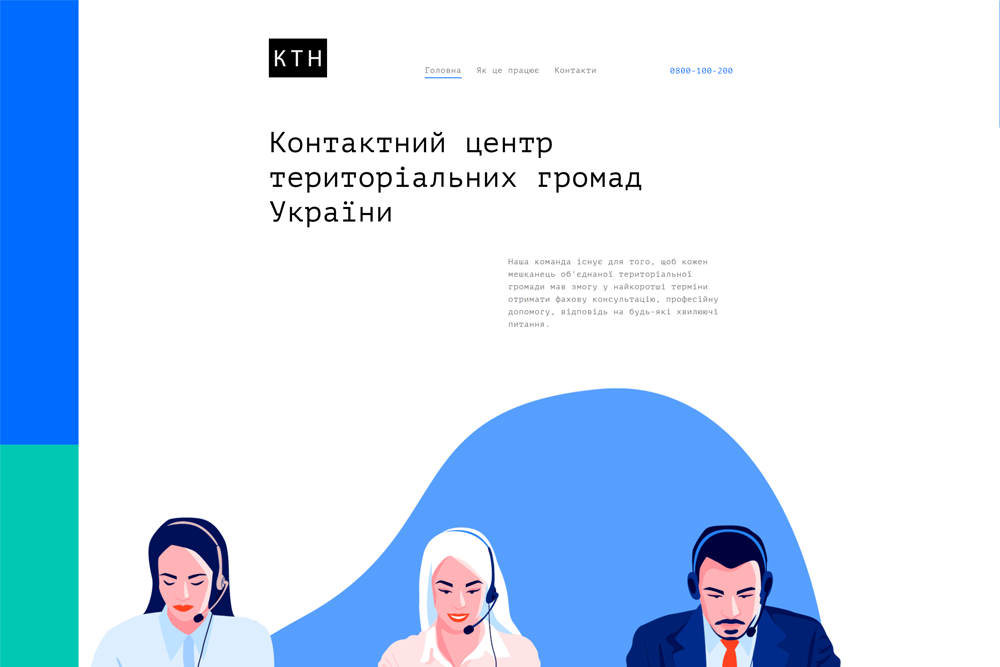 КТН
Головна Як це працює Контакти 0800-100-200
Контактний центр
територіальних громад
України
Наша команда існує для того, щоб кожен
мешканець об'єднаної територіальної
громади мав змогу у найкоротші терміни
отримати фахову консультацію, професійну
допомогу, відповідь на будь-які хвилюючі
питання.